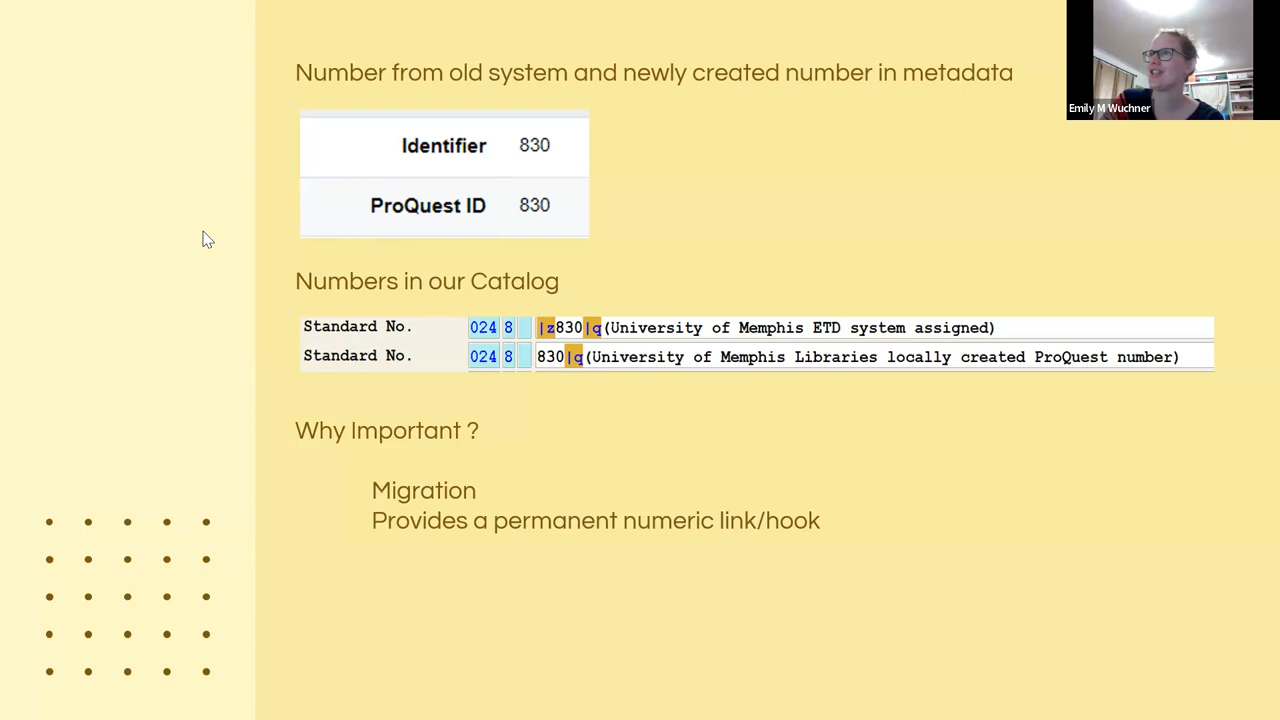 Number from old system and newly created number in metadata
Emily M Wuchner
Identifier 830
ProQuest ID 830
Numbers in our Catalog
Standard No. 024 8 |z830|q(University of Memphis ETD system assigned)
Standard No. 024 8 830|q(University of Memphis Libraries locally created ProQuest number)
Why Important ?
Migration
Provides a permanent numeric link/hook